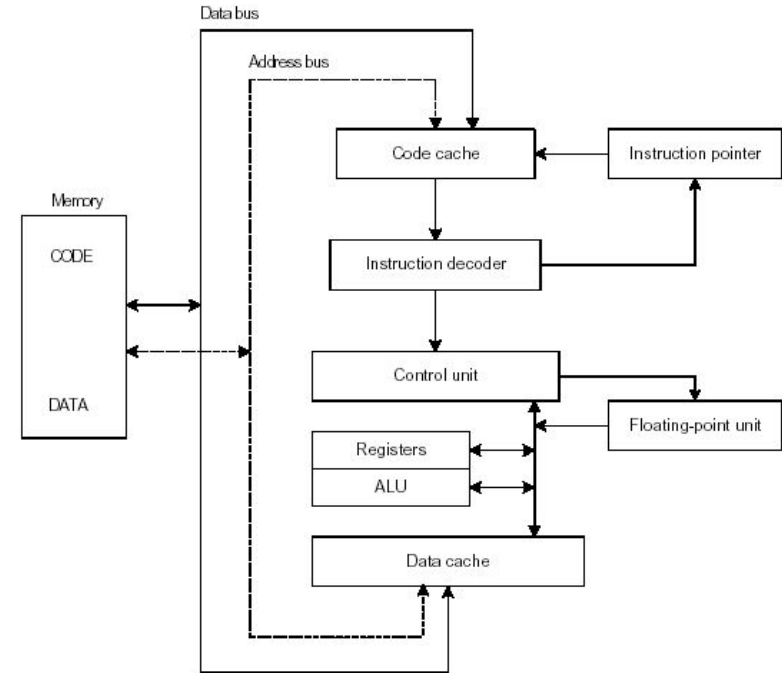 Data bus
Address bus
Code cache
Instruction pointer
Memory
CODE
Instruction decoder
Control unit
DATA
Floating-point unit
Registers
ALU
Data cache